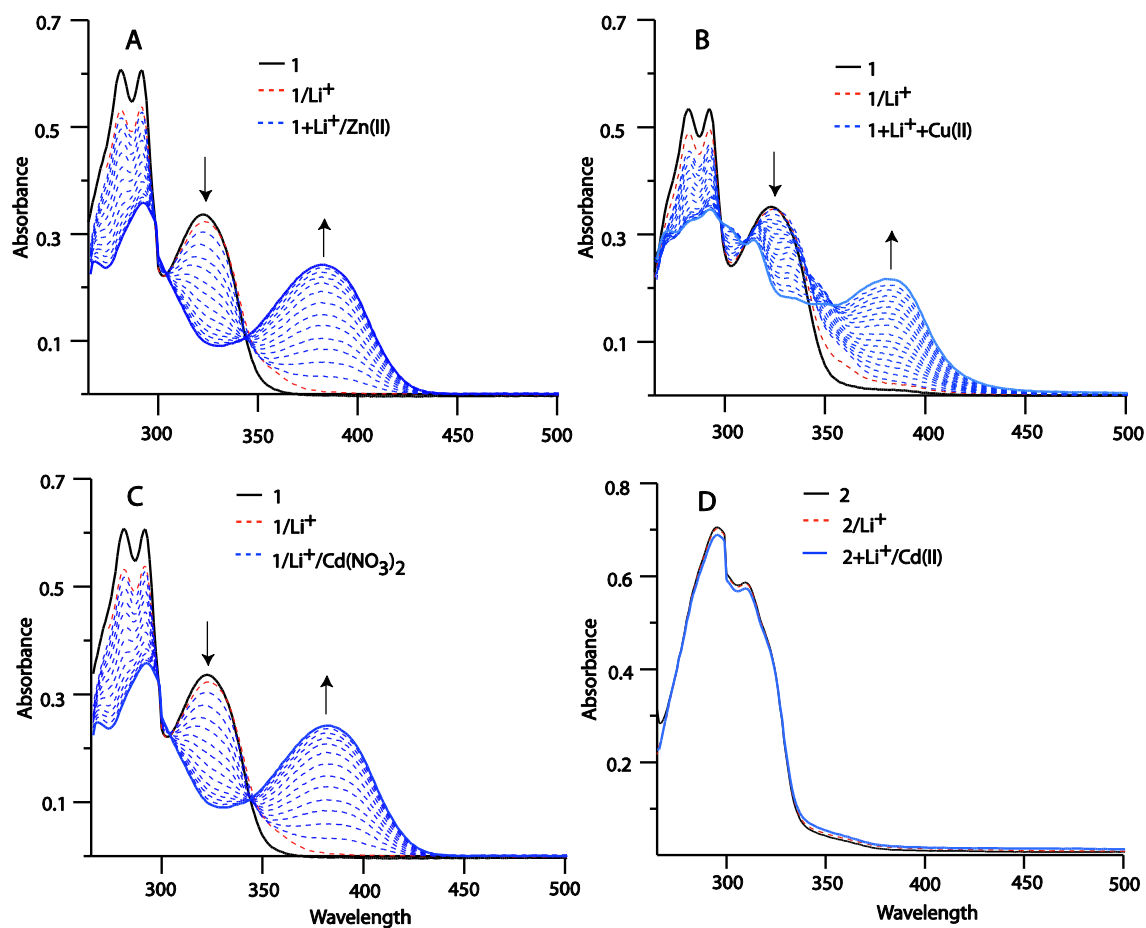 A
1
1/Li+
1+Li+/Zn(II)
Absorbance
0.7
0.5
0.3
0.1
300
350
400
450
500
B
1
1/Li+
1+Li++Cu(II)
Absorbance
0.7
0.5
0.3
0.1
300
350
400
450
500
C
1
1/Li+
1/Li+/Cd(NO3)2
Absorbance
0.7
0.5
0.3
0.1
300
350
400
450
500
Wavelength
D
2
2/Li+
2+Li+/Cd(II)
Absorbance
0.8
0.6
0.4
0.2
300
350
400
450
500
Wavelength